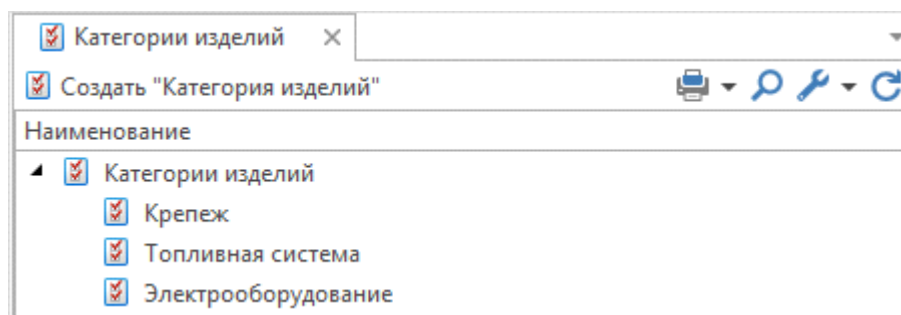 Категории изделий
Создать "Категория изделий"
Наименование
Категории изделий
Крепеж
Топливная система
Электрооборудование